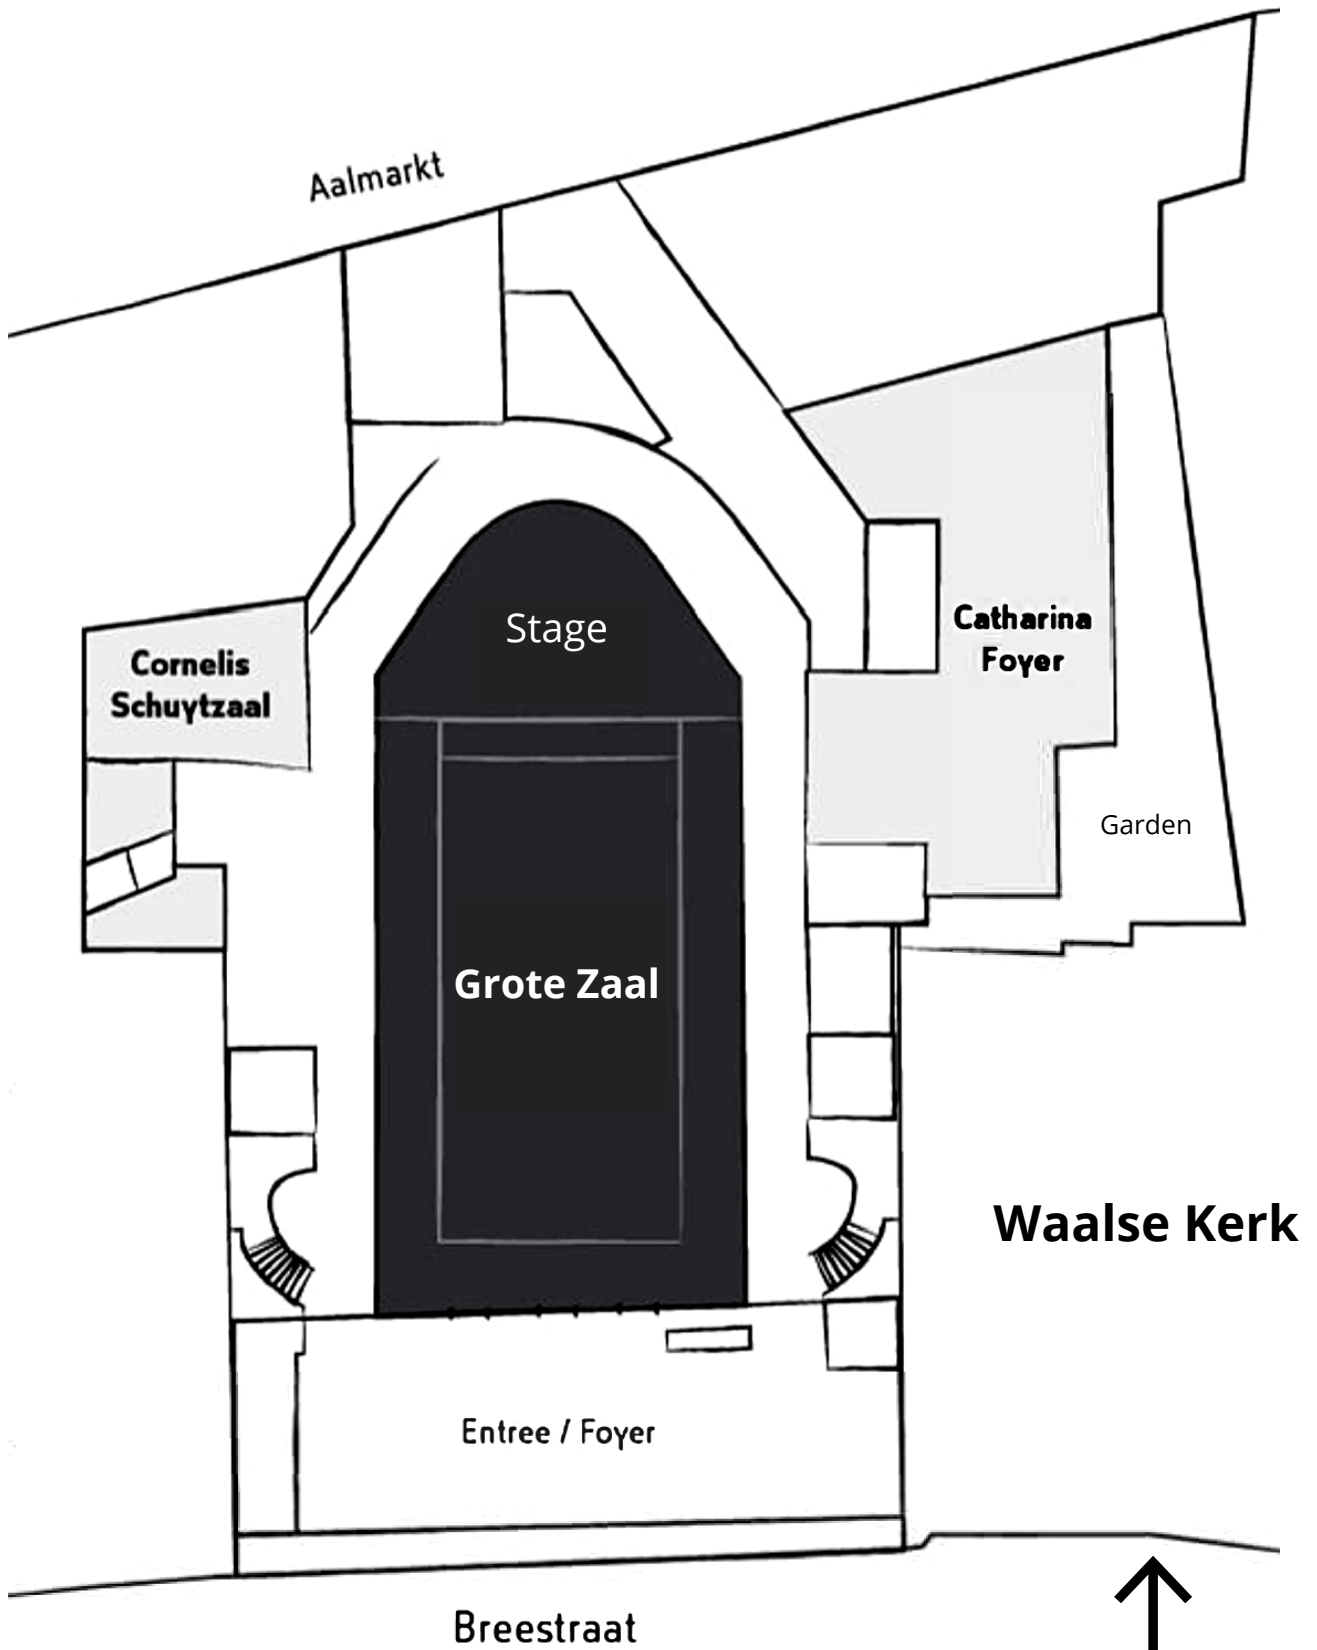 Aalmarkt
Stage
Catharina
Foyer
Cornelis
Schuytzaal
Garden
Grote Zaal
Waalse Kerk
Entree / Foyer
Breestraat